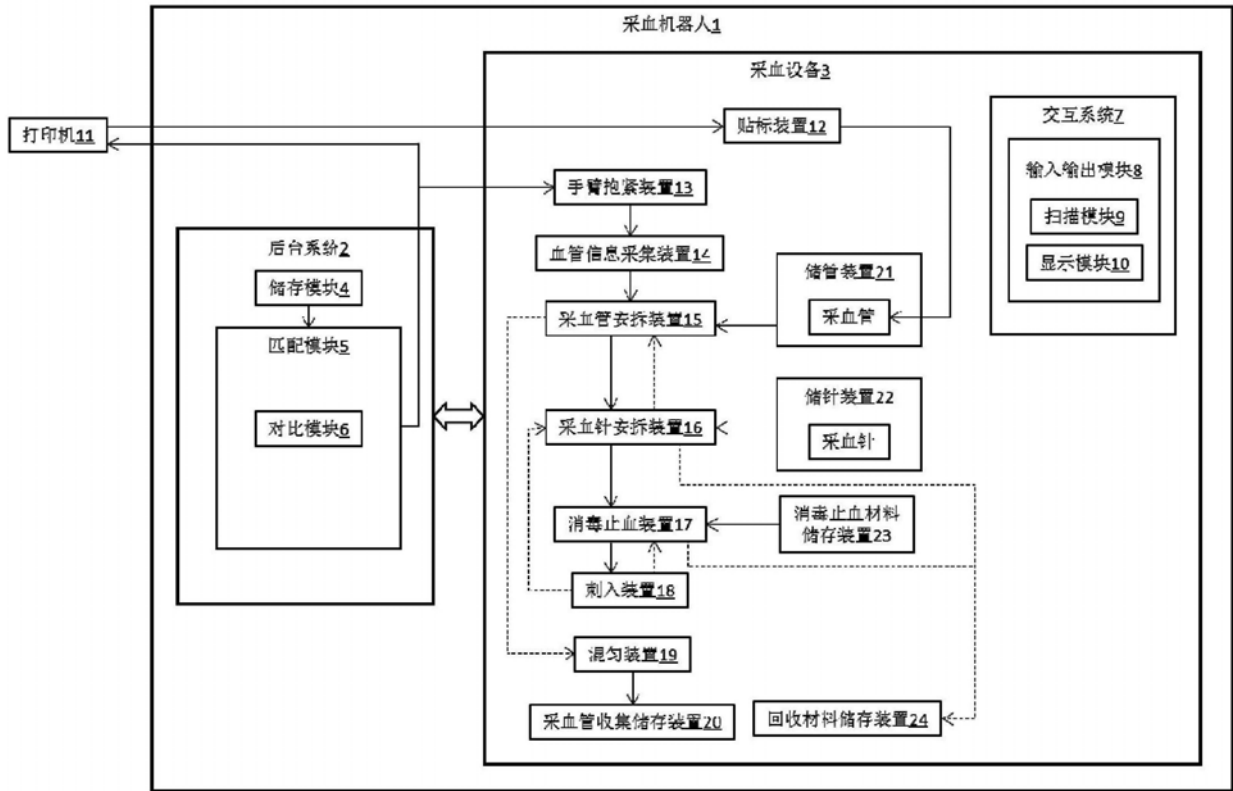 采血机器人1
采血设备3
打印机11
贴标装置12
交互系统7
输入输出模块8
扫描模块9
显示模块10
手臂抱紧装置13
后台系统2
储存模块4
匹配模块5
对比模块6
血管信息采集装置14
储管装置21
采血管
采血管安拆装置15
储针装置22
采血针
采血针安拆装置16
消毒止血装置17
消毒止血材料
储存装置23
刺入装置18
混匀装置19
采血管收集储存装置20
回收材料储存装置24